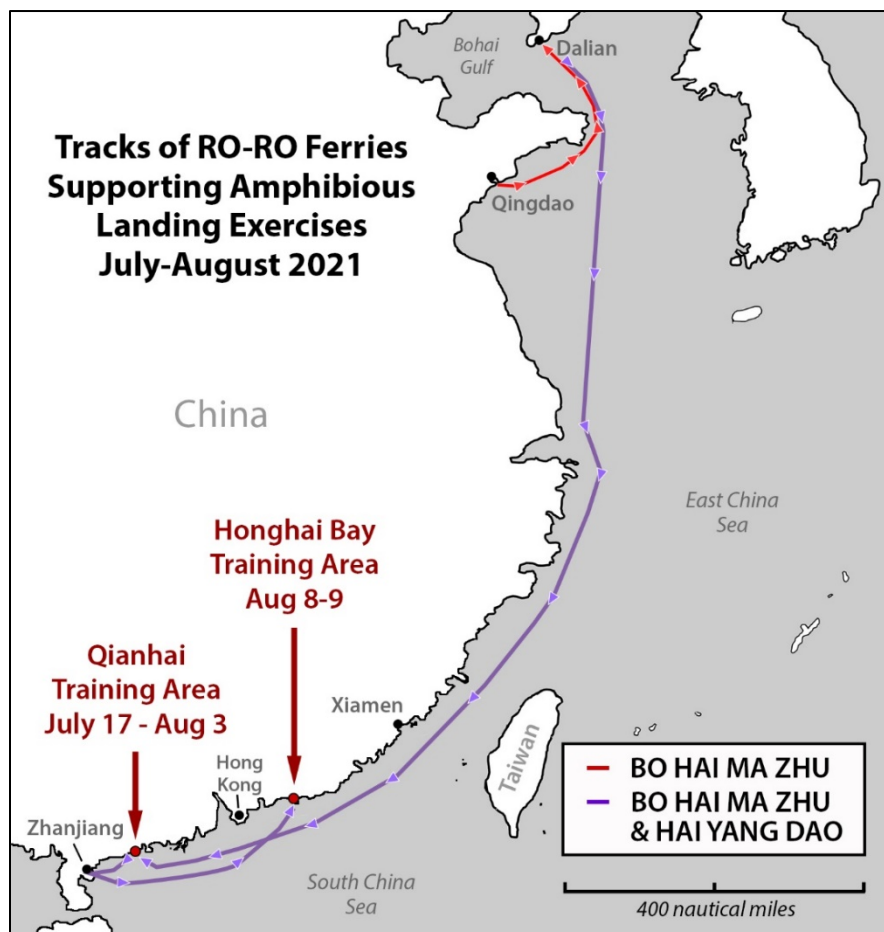 Bohai
Gulf
Dalian
Tracks of RO-RO Ferries
Supporting Amphibious
Landing Exercises
July-August 2021
Qingdao
China
East China
Sea
Honghai Bay
Training Area
Aug 8-9
Qianhai
Training Area
July 17 - Aug 3
Xiamen
Hong
Kong
Taiwan
Zhanjiang
BO HAI MA ZHU
BO HAI MA ZHU
& HAI YANG DAO
South China
Sea
400 nautical miles